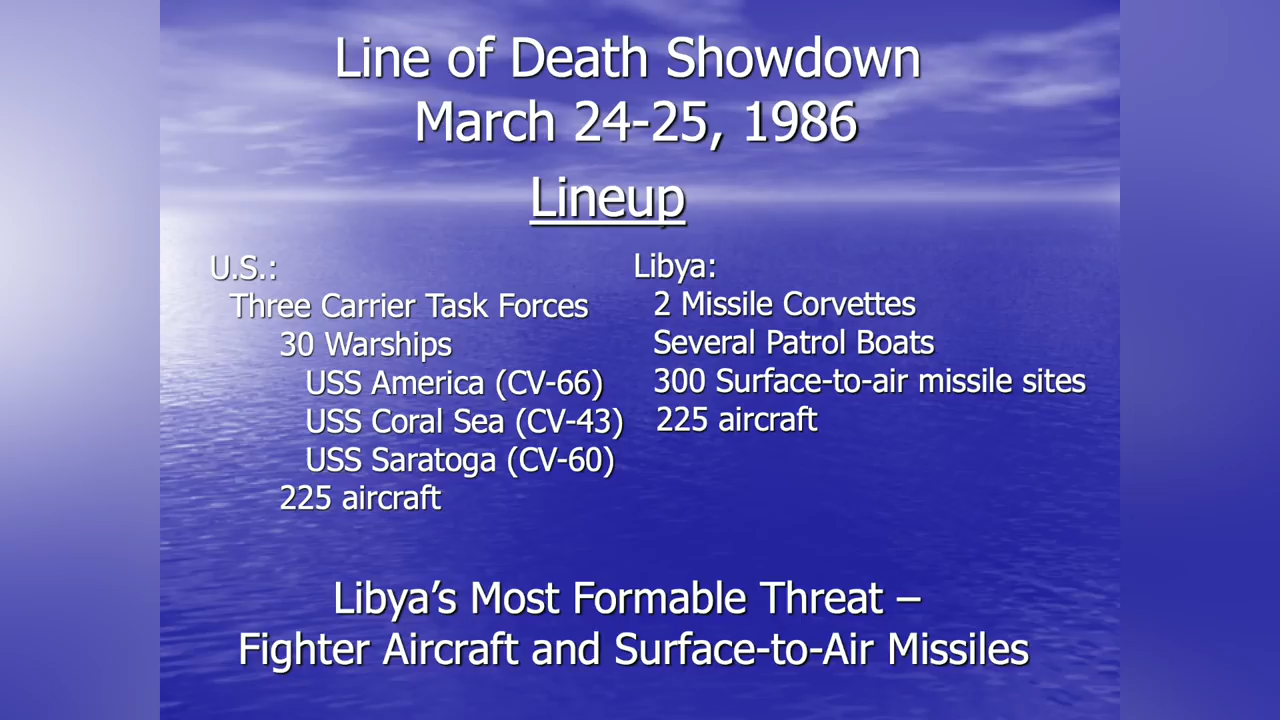 Line of Death Showdown
March 24-25, 1986
Lineup
U.S.:
Three Carrier Task Forces
30 Warships
USS America (CV-66)
USS Coral Sea (CV-43)
USS Saratoga (CV-60)
225 aircraft
Libya:
2 Missile Corvettes
Several Patrol Boats
300 Surface-to-air missile sites
225 aircraft
Libya’s Most Formable Threat –
Fighter Aircraft and Surface-to-Air Missiles